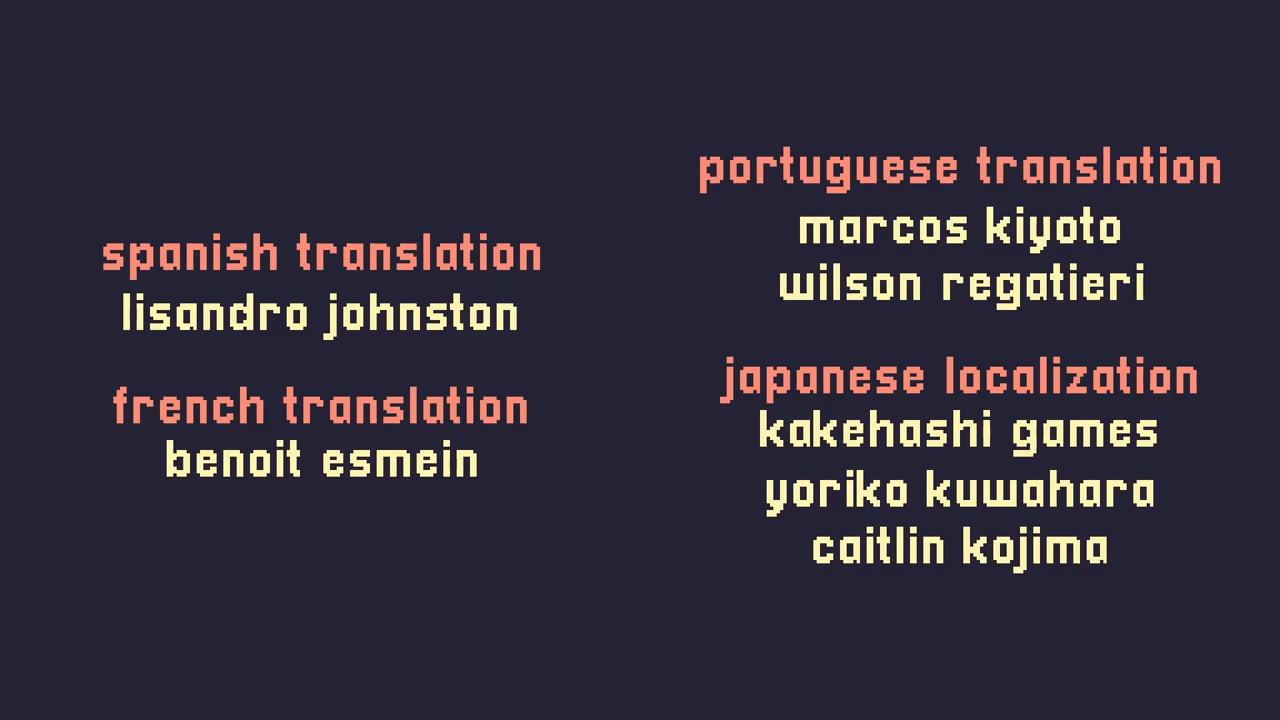 spanish translation
lisandro johnston
french translation
benoit esmein
portuguese translation
marcos kiyoto
wilson regatieri
japanese localization
kakehashi games
yoriko kuwahara
caitlin kojima